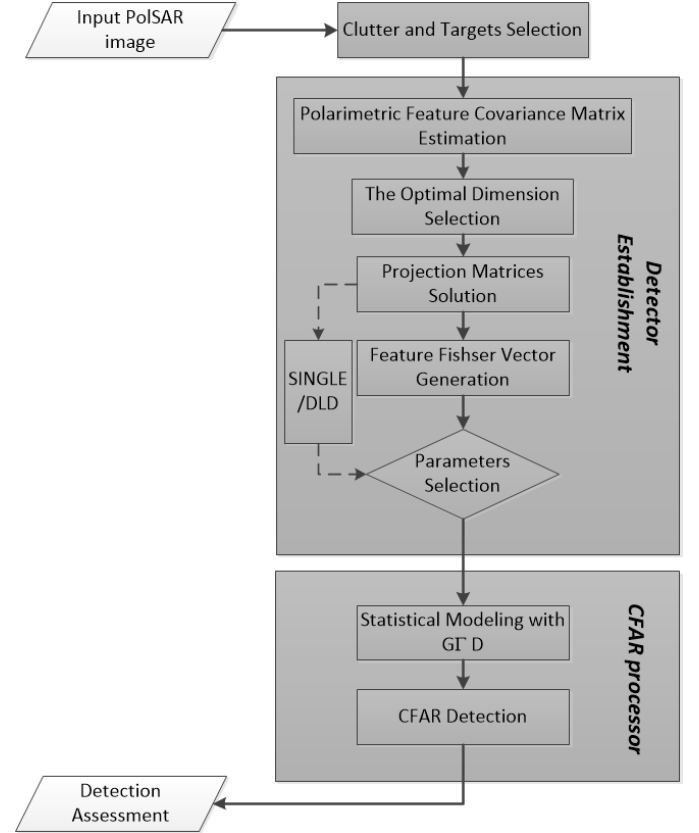 Input PolSAR
image
Clutter and Targets Selection
Polarimetric Feature Covariance Matrix
Estimation
The Optimal Dimension
Selection
Projection Matrices
Solution
Feature Fishser Vector
Generation
SINGLE
/DLD
Parameters
Selection
Detector
Establishment
Statistical Modeling with
GΓ D
CFAR Detection
CFAR processor
Detection
Assessment